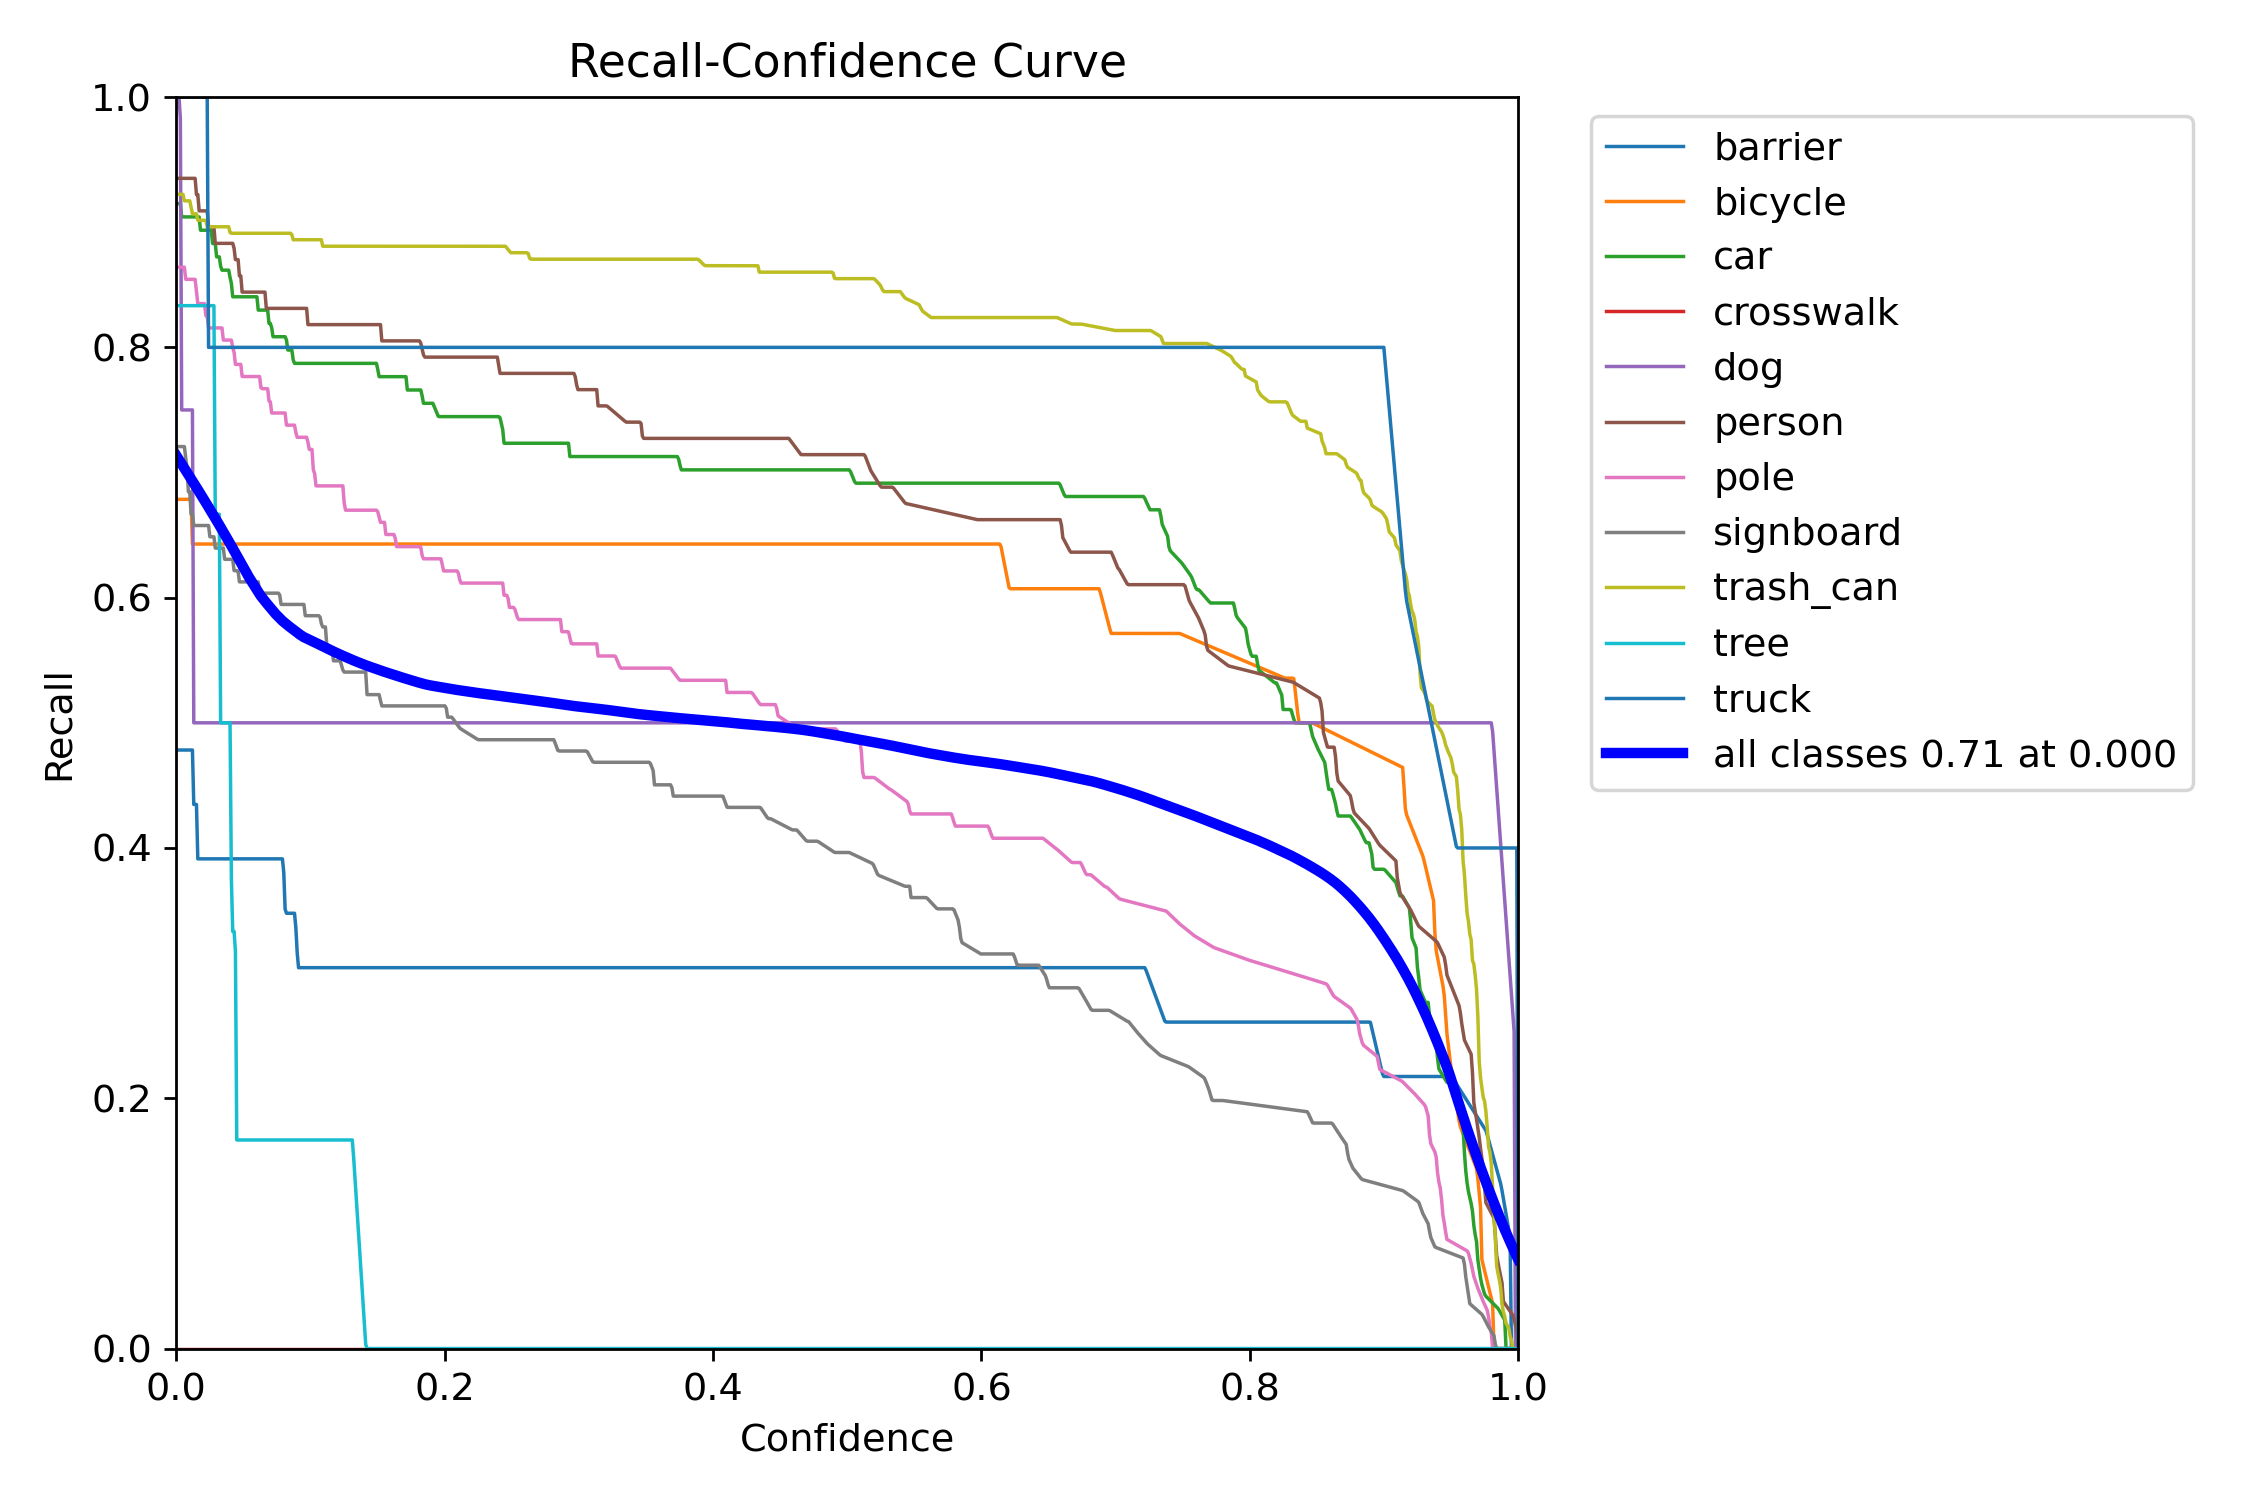 Recall-Confidence Curve
1.0
0.8
0.6
0.4
0.2
0.0
Recall
0.0 0.2 0.4 0.6 0.8 1.0
Confidence
barrier
bicycle
car
crosswalk
dog
person
pole
signboard
trash_can
tree
truck
all classes 0.71 at 0.000